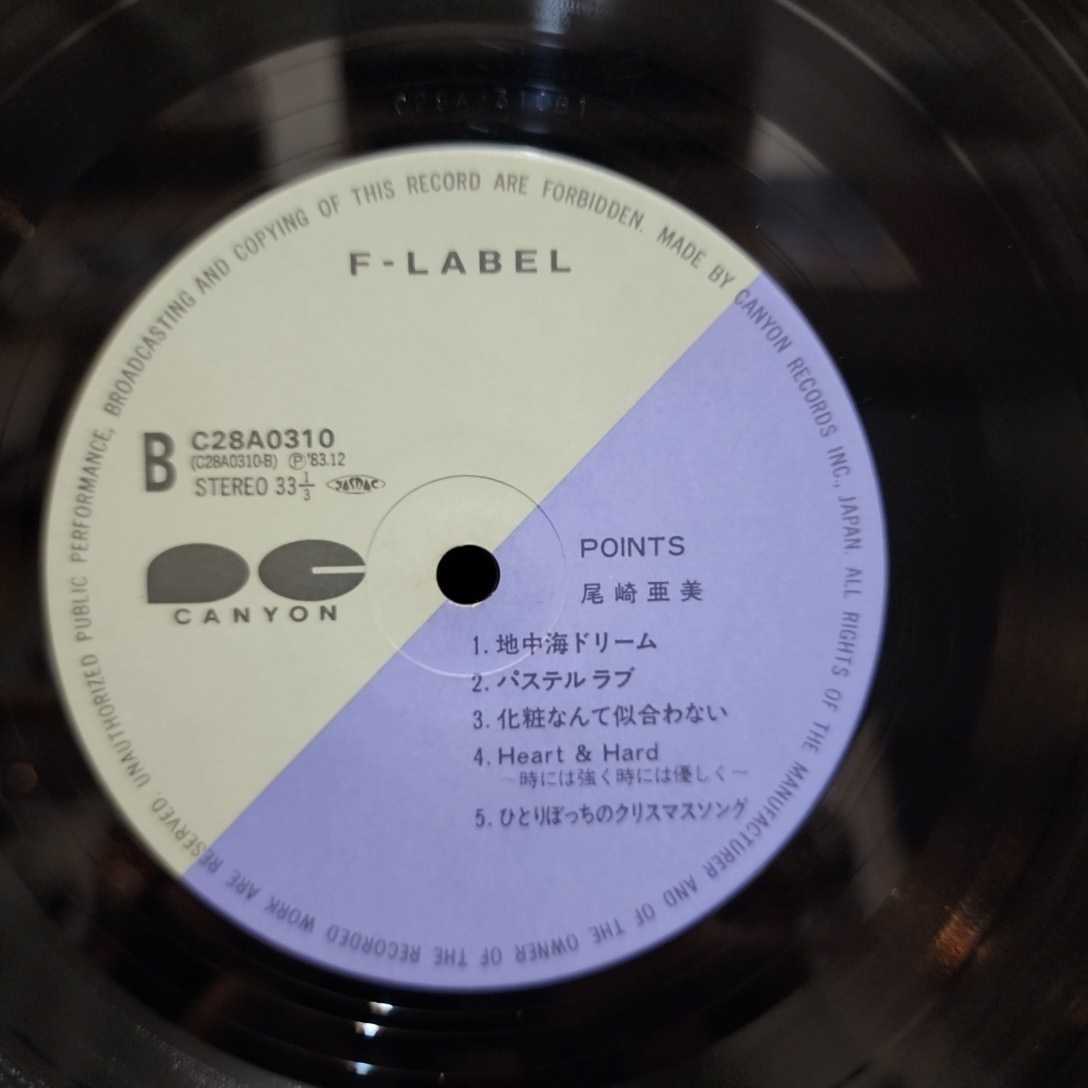 F-LABEL
B
C28A0310
(C28A0310-B) Ⓟ'83.12
STEREO 33 1/3
JASRAC
CANYON
POINTS
尾崎亜美
1. 地中海ドリーム
2. パステル ラブ
3. 化粧なんて似合わない
4. Heart & Hard
～時には強く時には優しく～
5. ひとりぼっちのクリスマスソング
UNAUTHORIZED PUBLIC PERFORMANCE, BROADCASTING AND COPYING OF THIS RECORD ARE FORBIDDEN. MADE BY CANYON RECORDS INC., JAPAN. ALL RIGHTS OF THE MANUFACTURER AND OF THE OWNER OF THE RECORDED WORK ARE RESERVED.